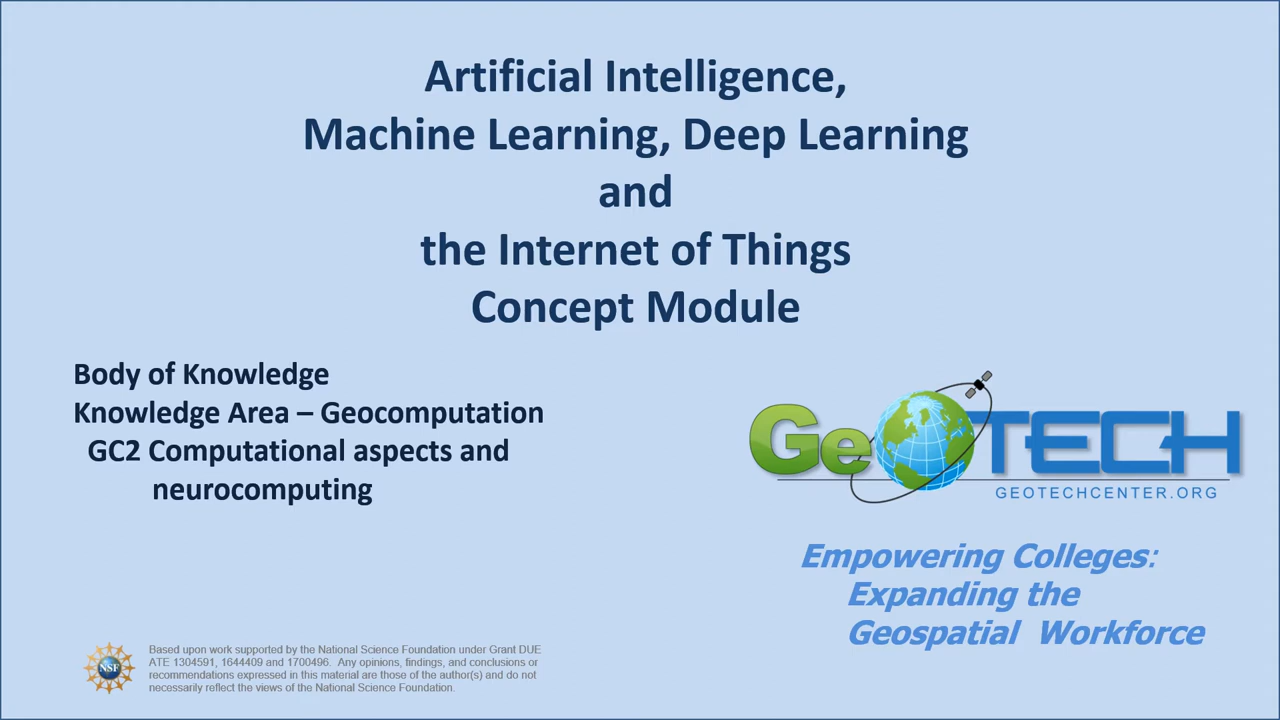 Artificial Intelligence,
Machine Learning, Deep Learning
and
the Internet of Things
Concept Module
Body of Knowledge
Knowledge Area – Geocomputation
GC2 Computational aspects and
neurocomputing
GeoTECH
GEOTECHCENTER.ORG
Empowering Colleges:
Expanding the
Geospatial Workforce
NSF
Based upon work supported by the National Science Foundation under Grant DUE
ATE 1304591, 1644409 and 1700496. Any opinions, findings, and conclusions or
recommendations expressed in this material are those of the author(s) and do not
necessarily reflect the views of the National Science Foundation.